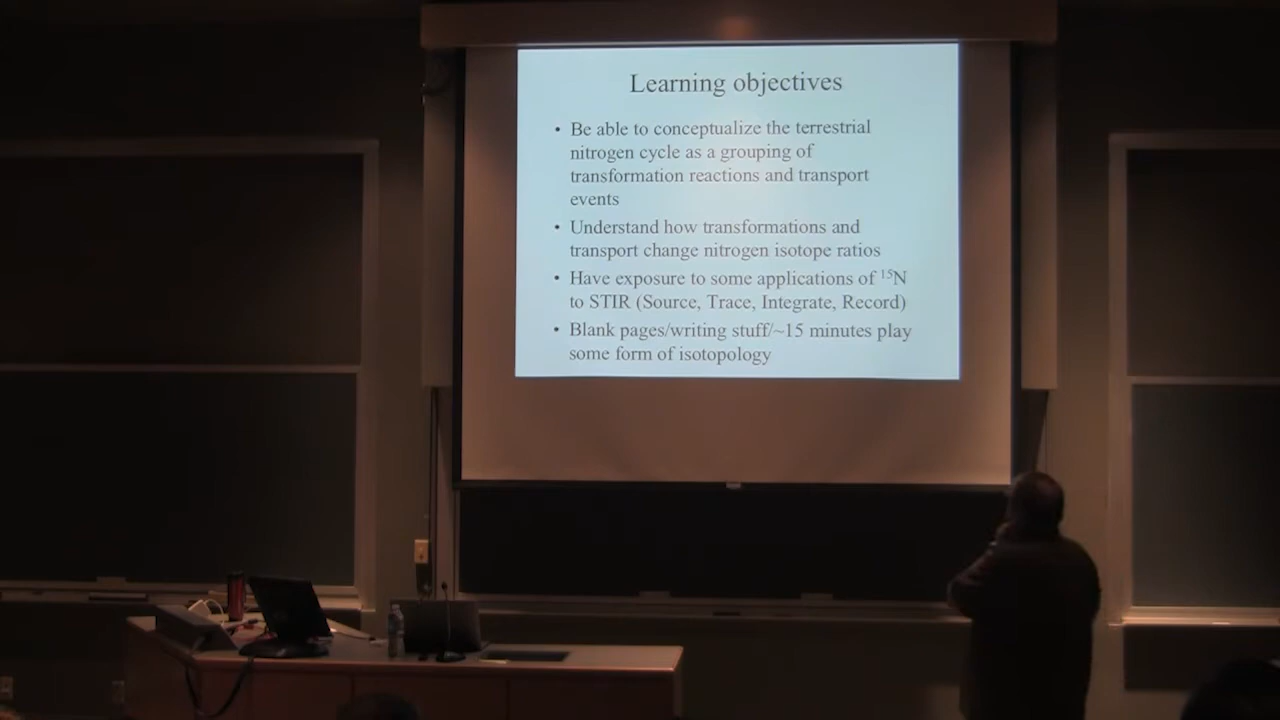 Learning objectives
• Be able to conceptualize the terrestrial
nitrogen cycle as a grouping of
transformation reactions and transport
events
• Understand how transformations and
transport change nitrogen isotope ratios
• Have exposure to some applications of ¹⁵N
to STIR (Source, Trace, Integrate, Record)
• Blank pages/writing stuff/~15 minutes play
some form of isotopology